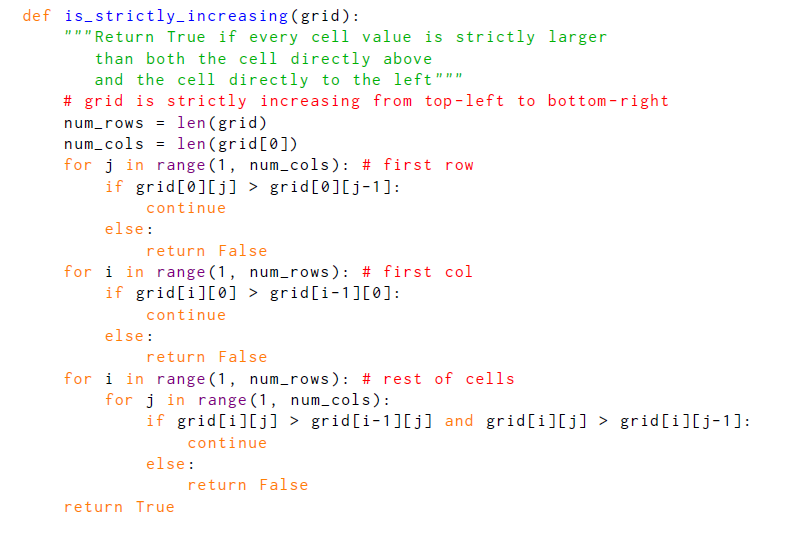 def is_strictly_increasing(grid):
    """Return True if every cell value is strictly larger
       than both the cell directly above
       and the cell directly to the left"""
    # grid is strictly increasing from top-left to bottom-right
    num_rows = len(grid)
    num_cols = len(grid[0])
    for j in range(1, num_cols): # first row
        if grid[0][j] > grid[0][j-1]:
            continue
        else:
            return False
    for i in range(1, num_rows): # first col
        if grid[i][0] > grid[i-1][0]:
            continue
        else:
            return False
    for i in range(1, num_rows): # rest of cells
        for j in range(1, num_cols):
            if grid[i][j] > grid[i-1][j] and grid[i][j] > grid[i][j-1]:
                continue
            else:
                return False
    return True